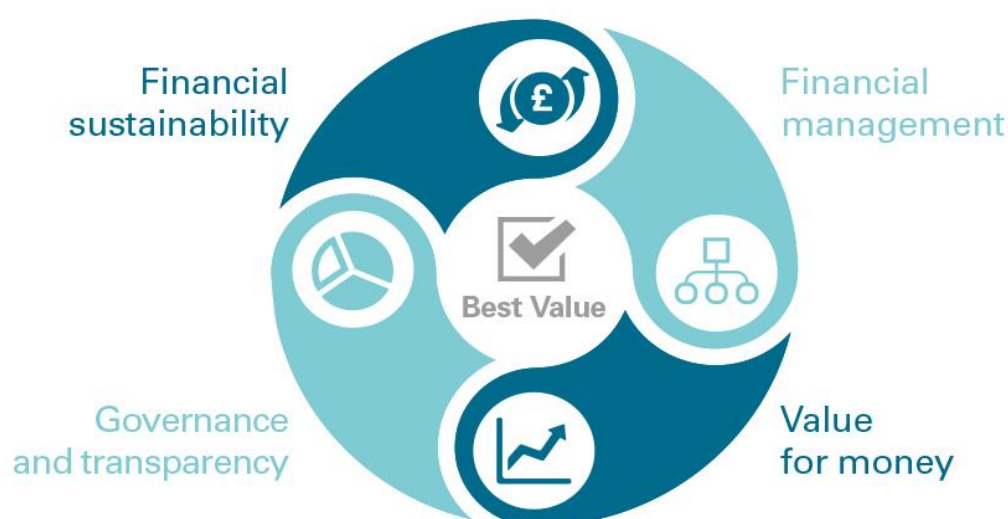 Financial
sustainability
£
Financial
management
Best Value
Governance
and transparency
Value
for money